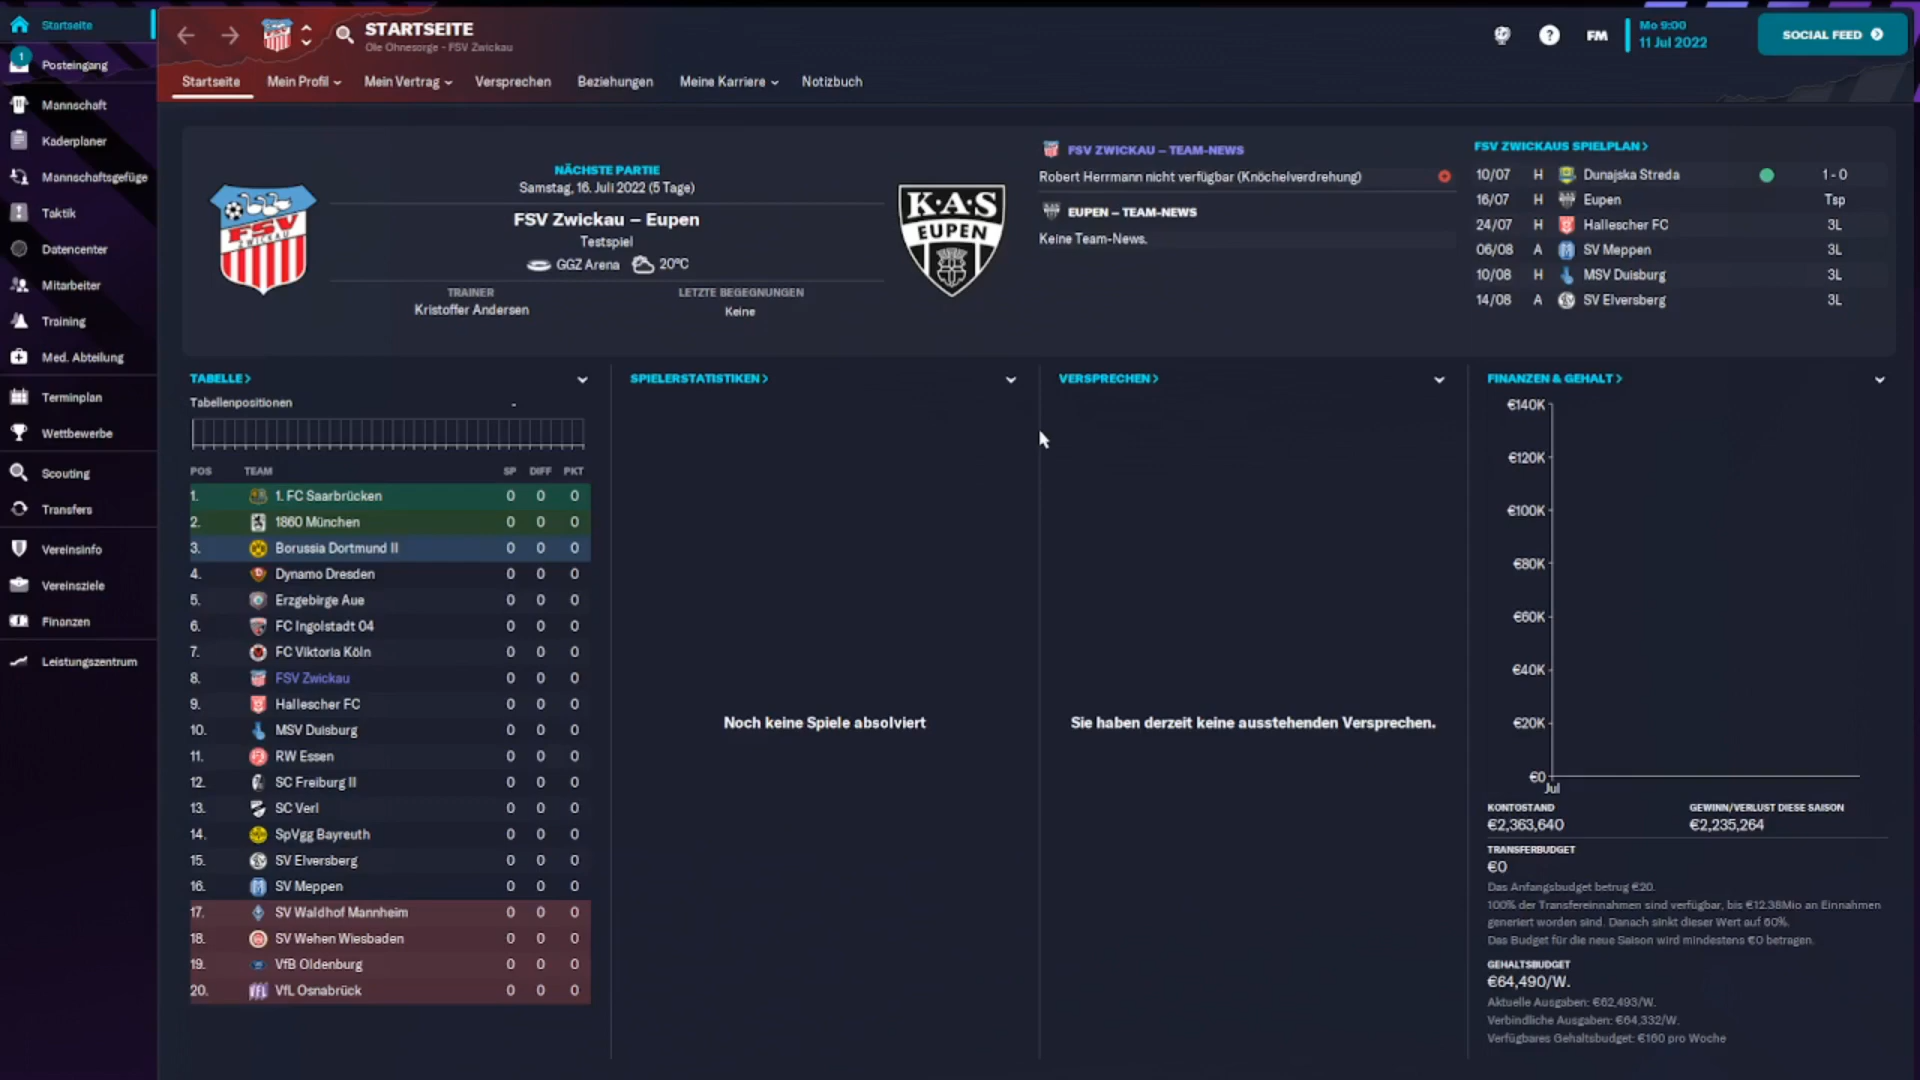 Startseite
1
Posteingang
Mannschaft
Kaderplaner
Mannschaftsgefüge
Taktik
Datencenter
Mitarbeiter
Training
Med. Abteilung
Terminplan
Wettbewerbe
Scouting
Transfers
Vereinsinfo
Vereinsziele
Finanzen
Leistungszentrum
STARTSEITE
Ole Ohnesorge - FSV Zwickau
? FM
Mo 9:00
11 Jul 2022
SOCIAL FEED
Startseite Mein Profil Mein Vertrag Versprechen Beziehungen Meine Karriere Notizbuch
FSV
ZWICKAU
NÄCHSTE PARTIE
Samstag, 16. Juli 2022 (5 Tage)
FSV Zwickau – Eupen
Testspiel
GGZ Arena 20°C
TRAINER
Kristoffer Andersen
LETZTE BEGEGNUNGEN
Keine
K·A·S
EUPEN
FSV ZWICKAU – TEAM-NEWS
Robert Herrmann nicht verfügbar (Knöchelverdrehung)
EUPEN – TEAM-NEWS
Keine Team-News.
FSV ZWICKAUS SPIELPLAN >
10/07 H Dunajska Streda 1 - 0
16/07 H Eupen Tsp
24/07 H Hallescher FC 3L
06/08 A SV Meppen 3L
10/08 H MSV Duisburg 3L
14/08 A SV Elversberg 3L
TABELLE >
Tabellenpositionen -
POS TEAM SP DIFF PKT
1. 1. FC Saarbrücken 0 0 0
2. 1860 München 0 0 0
3. Borussia Dortmund II 0 0 0
4. Dynamo Dresden 0 0 0
5. Erzgebirge Aue 0 0 0
6. FC Ingolstadt 04 0 0 0
7. FC Viktoria Köln 0 0 0
8. FSV Zwickau 0 0 0
9. Hallescher FC 0 0 0
10. MSV Duisburg 0 0 0
11. RW Essen 0 0 0
12. SC Freiburg II 0 0 0
13. SC Verl 0 0 0
14. SpVgg Bayreuth 0 0 0
15. SV Elversberg 0 0 0
16. SV Meppen 0 0 0
17. SV Waldhof Mannheim 0 0 0
18. SV Wehen Wiesbaden 0 0 0
19. VfB Oldenburg 0 0 0
20. VfL Osnabrück 0 0 0
SPIELERSTATISTIKEN >
Noch keine Spiele absolviert
VERSPRECHEN >
Sie haben derzeit keine ausstehenden Versprechen.
FINANZEN & GEHALT >
€140K
€120K
€100K
€80K
€60K
€40K
€20K
€0
Jul
KONTOSTAND
€2,363,640
GEWINN/VERLUST DIESE SAISON
€2,235,264
TRANSFERBUDGET
€0
Das Anfangsbudget betrug €20.
100% der Transfereinnahmen sind verfügbar, bis €12.38Mio an Einnahmen
generiert worden sind. Danach sinkt dieser Wert auf 60%.
Das Budget für die neue Saison wird mindestens €0 betragen.
GEHALTSBUDGET
€64,490/W.
Aktuelle Ausgaben: €62,493/W.
Verbindliche Ausgaben: €64,332/W.
Verfügbares Gehaltsbudget: €160 pro Woche